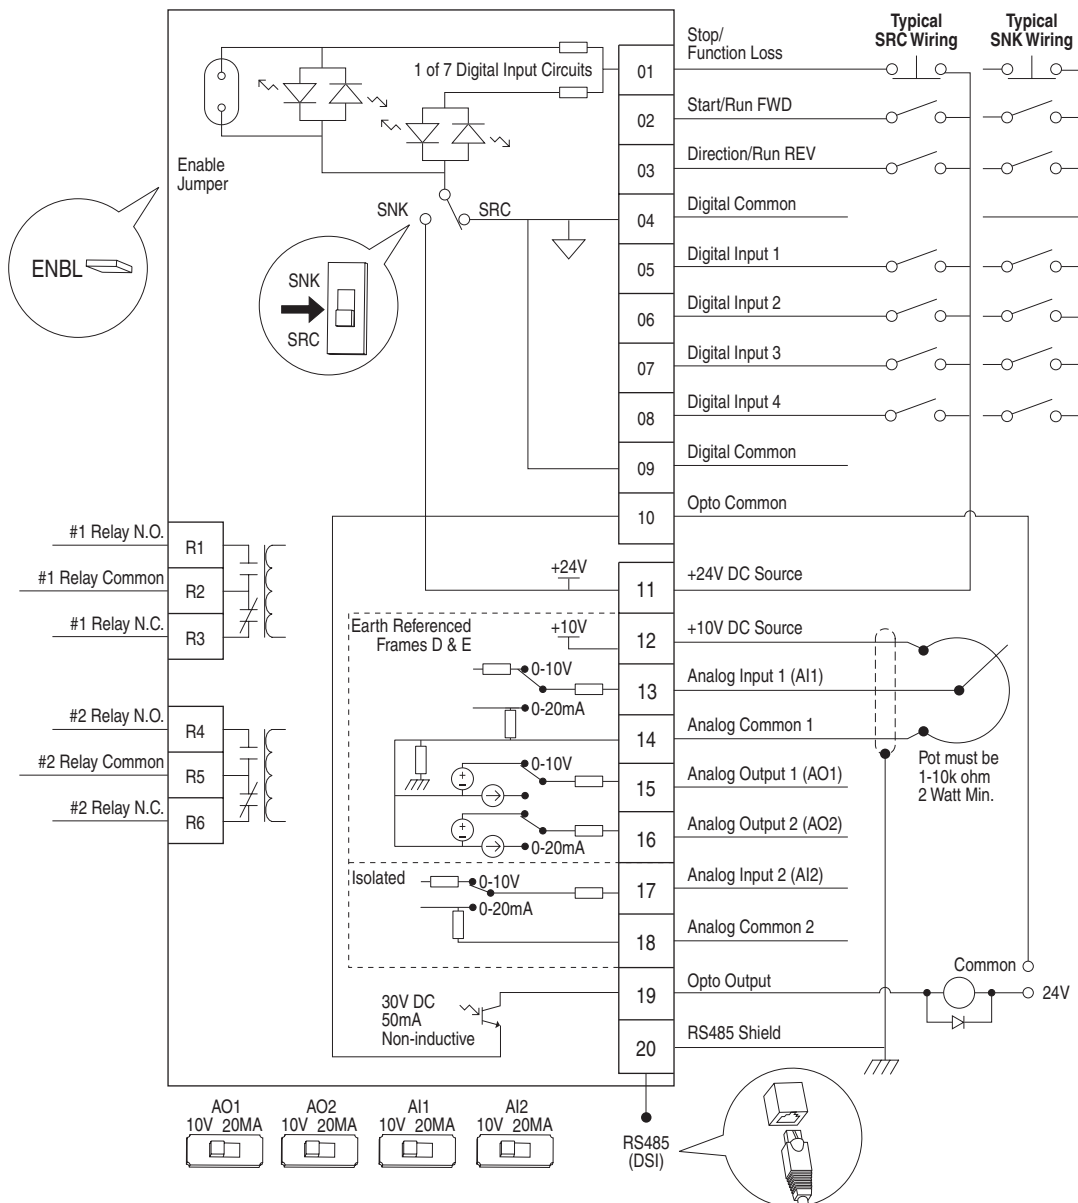 Typical
SRC Wiring
Typical
SNK Wiring
Stop/
Function Loss
1 of 7 Digital Input Circuits
01
Start/Run FWD
02
Enable
Jumper
Direction/Run REV
03
Digital Common
SNK
SRC
04
ENBL
SNK
SRC
Digital Input 1
05
Digital Input 2
06
Digital Input 3
07
Digital Input 4
08
Digital Common
09
Opto Common
10
#1 Relay N.O.
R1
#1 Relay Common
R2
#1 Relay N.C.
R3
+24V
11
+24V DC Source
Earth Referenced
Frames D & E
+10V
12
+10V DC Source
0-10V
13
Analog Input 1 (AI1)
0-20mA
14
Analog Common 1
#2 Relay N.O.
R4
#2 Relay Common
R5
#2 Relay N.C.
R6
0-10V
15
Analog Output 1 (AO1)
Pot must be
1-10k ohm
2 Watt Min.
16
Analog Output 2 (AO2)
0-20mA
Isolated
0-10V
17
Analog Input 2 (AI2)
0-20mA
18
Analog Common 2
Common
24V
19
Opto Output
30V DC
50mA
Non-inductive
20
RS485 Shield
AO1
10V 20MA
AO2
10V 20MA
AI1
10V 20MA
AI2
10V 20MA
RS485
(DSI)